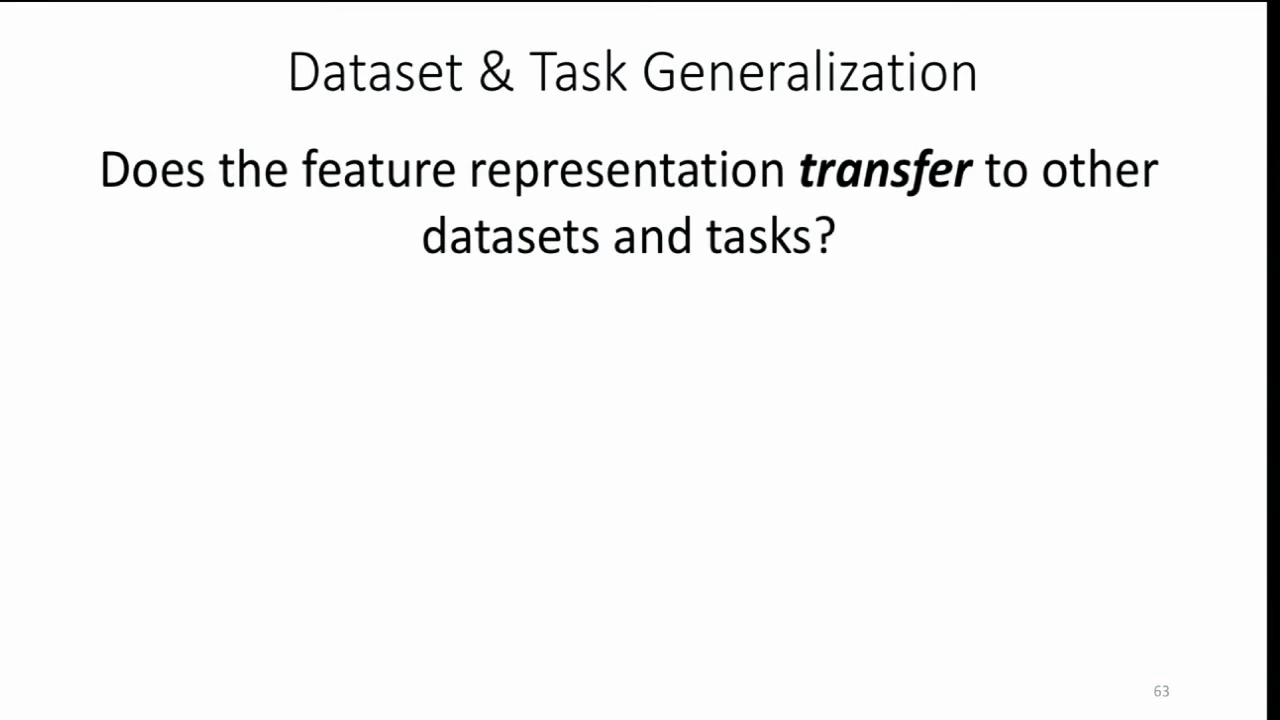 Dataset & Task Generalization
Does the feature representation transfer to other
datasets and tasks?
63